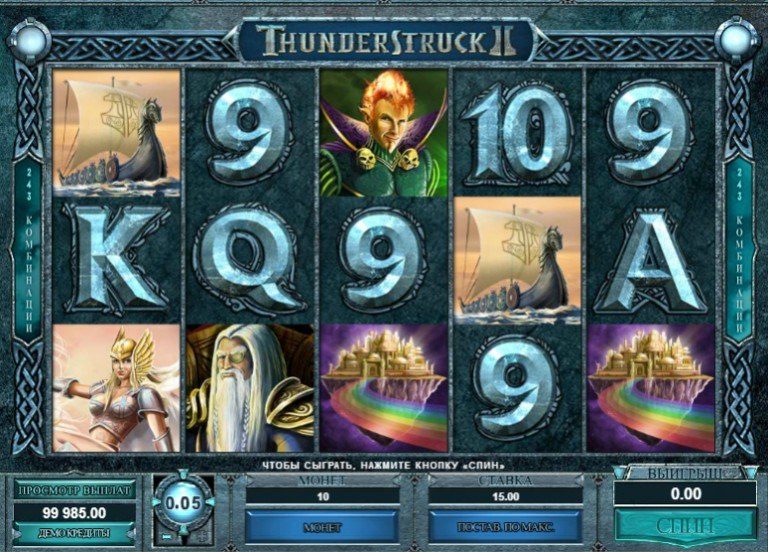 THUNDERSTRUCK II
9
10
9
243 КОМБИНАЦИИ
K
Q
9
A
243 КОМБИНАЦИИ
9
ЧТОБЫ СЫГРАТЬ, НАЖМИТЕ КНОПКУ «СПИН»
ПРОСМОТР ВЫПЛАТ
99 985.00
ДЕМО КРЕДИТЫ
0.05
МОНЕТ
10
МОНЕТ
СТАВКА
15.00
ПОСТАВ. ПО МАКС.
ВЫИГРЫШ
0.00
СПИН